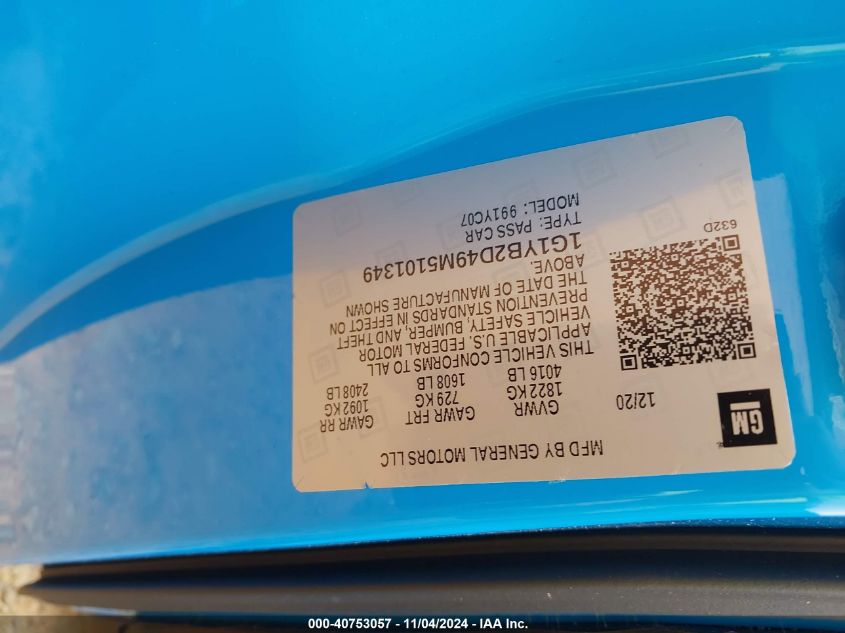 MFD BY GENERAL MOTORS LLC
GM
12/20
GVWR GAWR FRT GAWR RR
1822 KG 729 KG 1092 KG
4016 LB 1608 LB 2408 LB
THIS VEHICLE CONFORMS TO ALL
APPLICABLE U.S. FEDERAL MOTOR
VEHICLE SAFETY, BUMPER, AND THEFT
PREVENTION STANDARDS IN EFFECT ON
THE DATE OF MANUFACTURE SHOWN
ABOVE.
1G1YB2D49M5101349
TYPE: PASS CAR
MODEL: 991YC07
632D
000-40753057 - 11/04/2024 - IAA Inc.